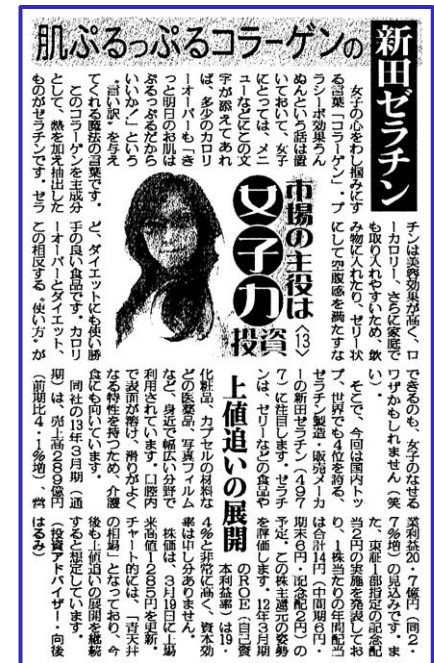 肌ぷるっぷるコラーゲンの
新田ゼラチン
女子の心をわし掴みにす
る言葉「コラーゲン」。プ
ラシーボ効果うん
ぬんという話は置
いておいて、女子
にとっては、メニ
ューなどにこの文
字が添えてあれ
ば、多少のカロリ
ーオーバーも「き
っと明日のお肌は
ぷるっぷるだから
いいか！」という
“言い訳”を与え
てくれる魔法の言葉です。
このコラーゲンを主成分
として、熱を加え抽出した
ものがゼラチンです。ゼラ
市場の主役は
女子力
投資
〈13〉
チンは美容効果が高く、ロ
ーカロリー、さらに家庭で
も取り入れやすいため、飲
み物に入れたり、ゼリー状
にして空腹感を満たすな
ど、ダイエットにも使い勝
手の良い食品です。カロリ
ーオーバーとダイエット、
この相反する“使い方”が
できるのも、女子のなせる
ワザかもしれません（笑
い）。
そこで、今回は国内トッ
プ、世界でも4位を誇る、
ゼラチン製造・販売メーカ
ーの新田ゼラチン（497
7）に注目します。ゼラチ
ンは、ゼリーなどの食品や
上値追いの展開
化粧品、カプセルの材料な
どの医薬品、写真フィルム
など、身近で幅広い分野で
利用されています。口腔内
で表面が溶け、滑りがよく
なる特性を持つため、介護
食にも向いています。
同社の13年3月期（通
期）は、売上高289億円
（前期比4・1％増）、営
業利益20・7億円（同2・
7％増）の見込みです。ま
た、東証1部指定の記念配
当2円の実施を発表してお
り、1株当たりの年間配当
は合計14円（中間期6円・
期末6円・記念配2円）の
予定。この株主還元の姿勢
を評価します。12年3月期
のROE（自己資
本利益率）は19・
4％と非常に高く、資本効
率は申し分ありません。
株価は、3月19日に上場
来高値1285円を更新。
チャート的には、「青天井
の相場」となっており、今
後も上値追いの展開を継続
すると想定しています。
（投資アドバイザー・向後
はるみ）